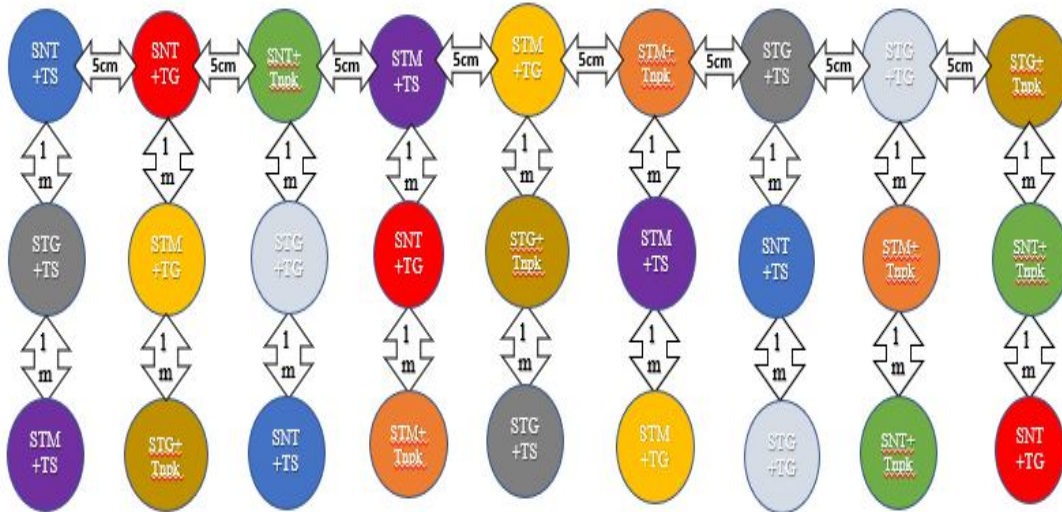 SNT
+TS
5cm
SNT
+TG
5cm
SNT+
Tnpk
5cm
STM
+TS
5cm
STM
+TG
5cm
STM+
Tnpk
5cm
STG
+TS
5cm
STG
+TG
5cm
STG+
Tnpk
1
m
1
m
1
m
1
m
1
m
1
m
1
m
1
m
1
m
STG
+TS
STM
+TG
STG
+TG
SNT
+TG
STG+
Tnpk
STM
+TS
SNT
+TS
STM+
Tnpk
SNT+
Tnpk
1
m
1
m
1
m
1
m
1
m
1
m
1
m
1
m
1
m
STM
+TS
STG+
Tnpk
SNT
+TS
STM+
Tnpk
STG
+TS
STM
+TG
STG
+TG
SNT+
Tnpk
SNT
+TG